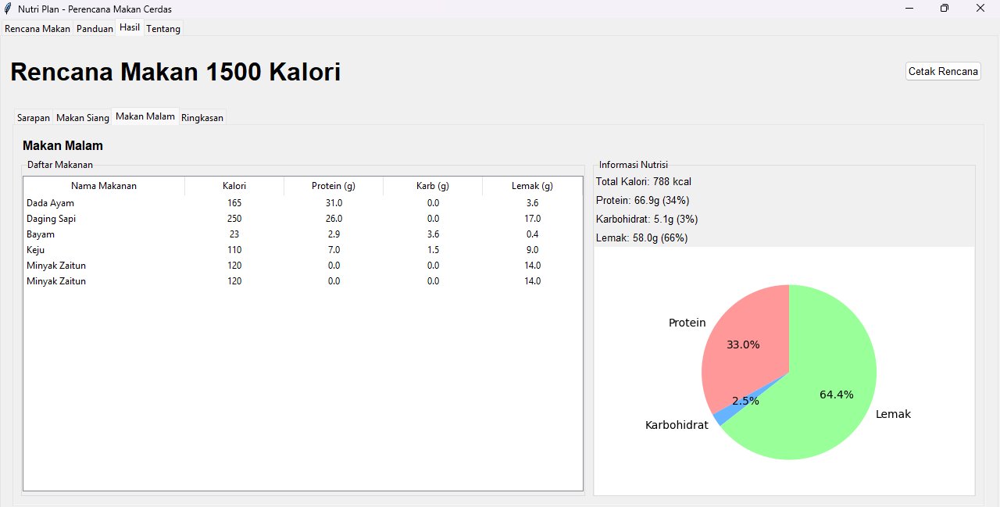 Nutri Plan - Perencana Makan Cerdas
Rencana Makan Panduan Hasil Tentang
Rencana Makan 1500 Kalori
Cetak Rencana
Sarapan Makan Siang Makan Malam Ringkasan
Makan Malam
Daftar Makanan
Nama Makanan Kalori Protein (g) Karb (g) Lemak (g)
Dada Ayam 165 31.0 0.0 3.6
Daging Sapi 250 26.0 0.0 17.0
Bayam 23 2.9 3.6 0.4
Keju 110 7.0 1.5 9.0
Minyak Zaitun 120 0.0 0.0 14.0
Minyak Zaitun 120 0.0 0.0 14.0
Informasi Nutrisi
Total Kalori: 788 kcal
Protein: 66.9g (34%)
Karbohidrat: 5.1g (3%)
Lemak: 58.0g (66%)
Protein
33.0%
2.5%
64.4%
Lemak
Karbohidrat